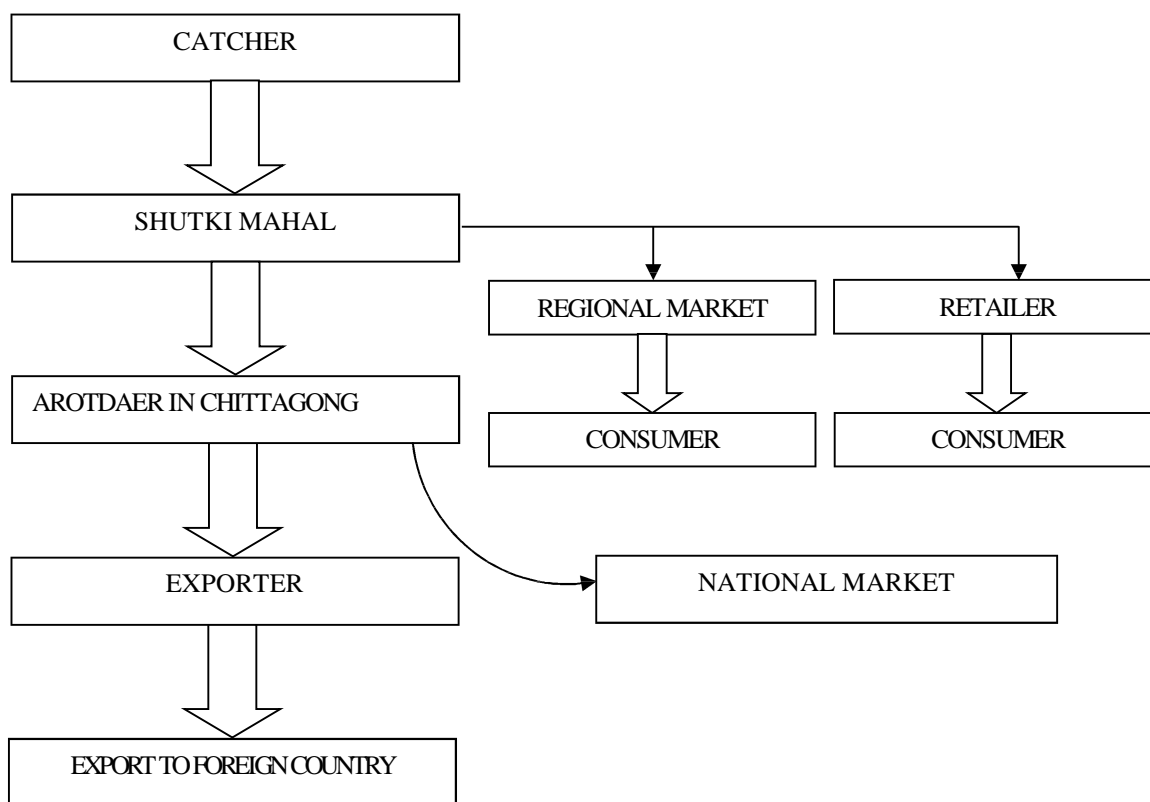 CATCHER
SHUTKI MAHAL
REGIONAL MARKET
RETAILER
AROTDAER IN CHITTAGONG
CONSUMER
CONSUMER
EXPORTER
NATIONAL MARKET
EXPORT TO FOREIGN COUNTRY